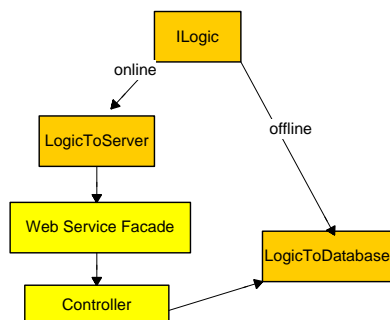 ILogic
online
offline
LogicToServer
Web Service Facade
LogicToDatabase
Controller